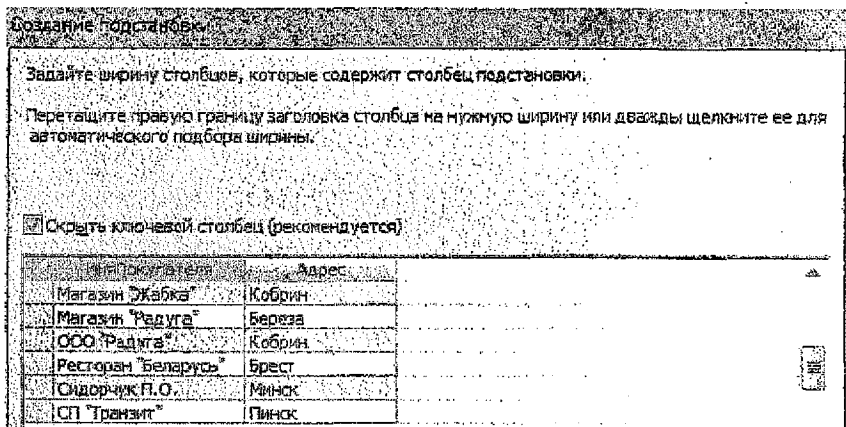 Создание подстановки
Задайте ширину столбцов, которые содержит столбец подстановки.
Перетащите правую границу заголовка столбца на нужную ширину или дважды щелкните ее для
автоматического подбора ширины.
Скрыть ключевой столбец (рекомендуется)
ИмяПокупателя Адрес
Магазин "Жабка" Кобрин
Магазин "Радуга" Береза
ООО "Радуга" Кобрин
Ресторан "Беларусь" Брест
Сидорчук П.О. Минск
СП "Транзит" Пинск